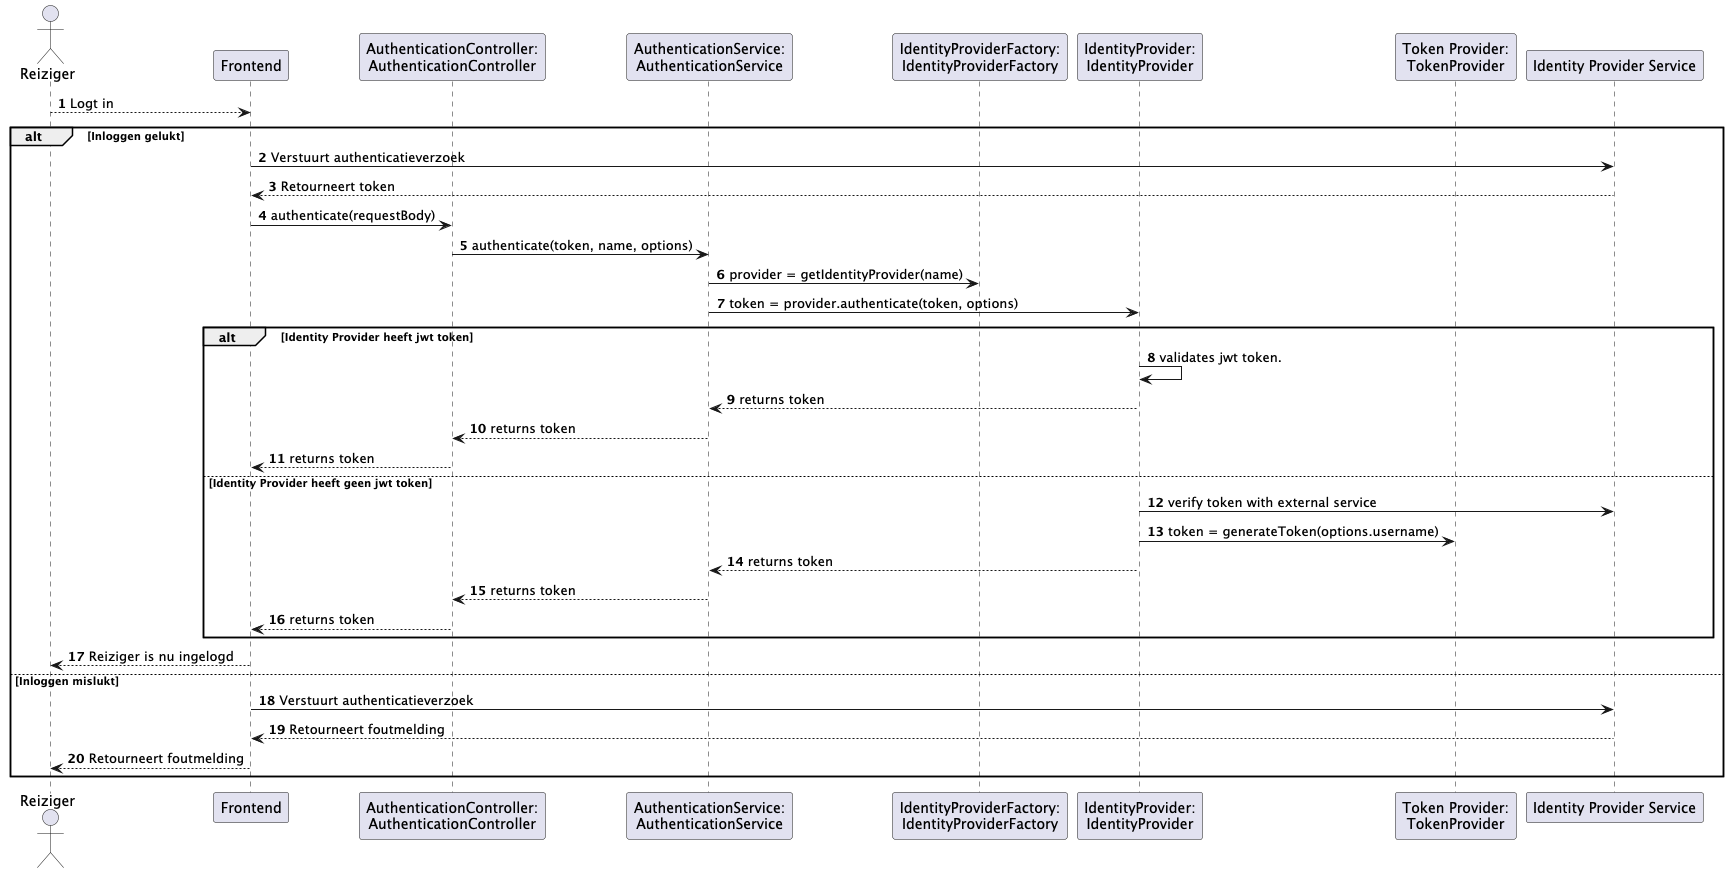 Reiziger
Frontend
AuthenticationController:
AuthenticationController
AuthenticationService:
AuthenticationService
IdentityProviderFactory:
IdentityProviderFactory
IdentityProvider:
IdentityProvider
Token Provider:
TokenProvider
Identity Provider Service
1 Logt in
alt [Inloggen gelukt]
2 Verstuurt authenticatieverzoek
3 Retourneert token
4 authenticate(requestBody)
5 authenticate(token, name, options)
6 provider = getIdentityProvider(name)
7 token = provider.authenticate(token, options)
alt [Identity Provider heeft jwt token]
8 validates jwt token.
9 returns token
10 returns token
11 returns token
[Identity Provider heeft geen jwt token]
12 verify token with external service
13 token = generateToken(options.username)
14 returns token
15 returns token
16 returns token
17 Reiziger is nu ingelogd
[Inloggen mislukt]
18 Verstuurt authenticatieverzoek
19 Retourneert foutmelding
20 Retourneert foutmelding
Reiziger
Frontend
AuthenticationController:
AuthenticationController
AuthenticationService:
AuthenticationService
IdentityProviderFactory:
IdentityProviderFactory
IdentityProvider:
IdentityProvider
Token Provider:
TokenProvider
Identity Provider Service